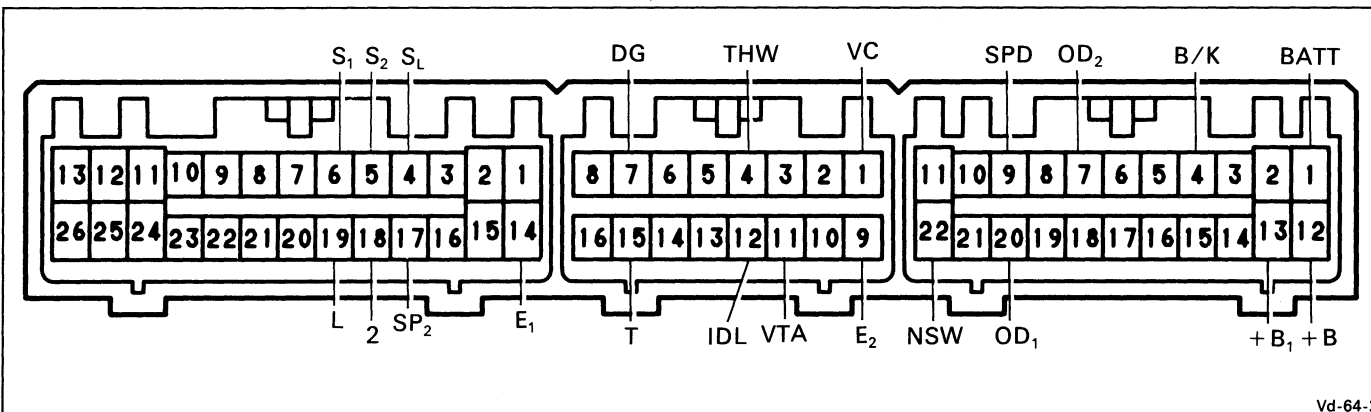 S₁ S₂ S_L DG THW VC SPD OD₂ B/K BATT
13 12 11 10 9 8 7 6 5 4 3 2 1 8 7 6 5 4 3 2 1 11 10 9 8 7 6 5 4 3 2 1
26 25 24 23 22 21 20 19 18 17 16 15 14 16 15 14 13 12 11 10 9 22 21 20 19 18 17 16 15 14 13 12
L 2 SP₂ E₁ T IDL VTA E₂ NSW OD₁ +B₁ +B